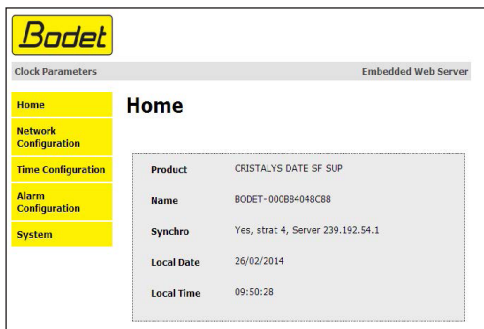 Bodet
Clock Parameters Embedded Web Server
Home
Network
Configuration
Time Configuration
Alarm
Configuration
System
Home
Product CRISTALYS DATE SF SUP
Name BODET-000BB4048C88
Synchro Yes, strat 4, Server 239.192.54.1
Local Date 26/02/2014
Local Time 09:50:28